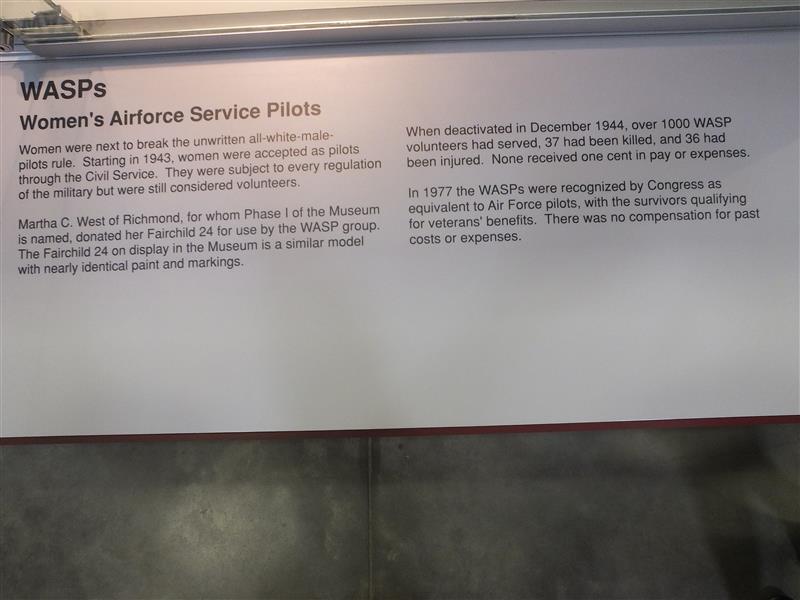 WASPs
Women's Airforce Service Pilots
Women were next to break the unwritten all-white-male-
pilots rule. Starting in 1943, women were accepted as pilots
through the Civil Service. They were subject to every regulation
of the military but were still considered volunteers.
Martha C. West of Richmond, for whom Phase I of the Museum
is named, donated her Fairchild 24 for use by the WASP group.
The Fairchild 24 on display in the Museum is a similar model
with nearly identical paint and markings.
When deactivated in December 1944, over 1000 WASP
volunteers had served, 37 had been killed, and 36 had
been injured. None received one cent in pay or expenses.
In 1977 the WASPs were recognized by Congress as
equivalent to Air Force pilots, with the survivors qualifying
for veterans' benefits. There was no compensation for past
costs or expenses.